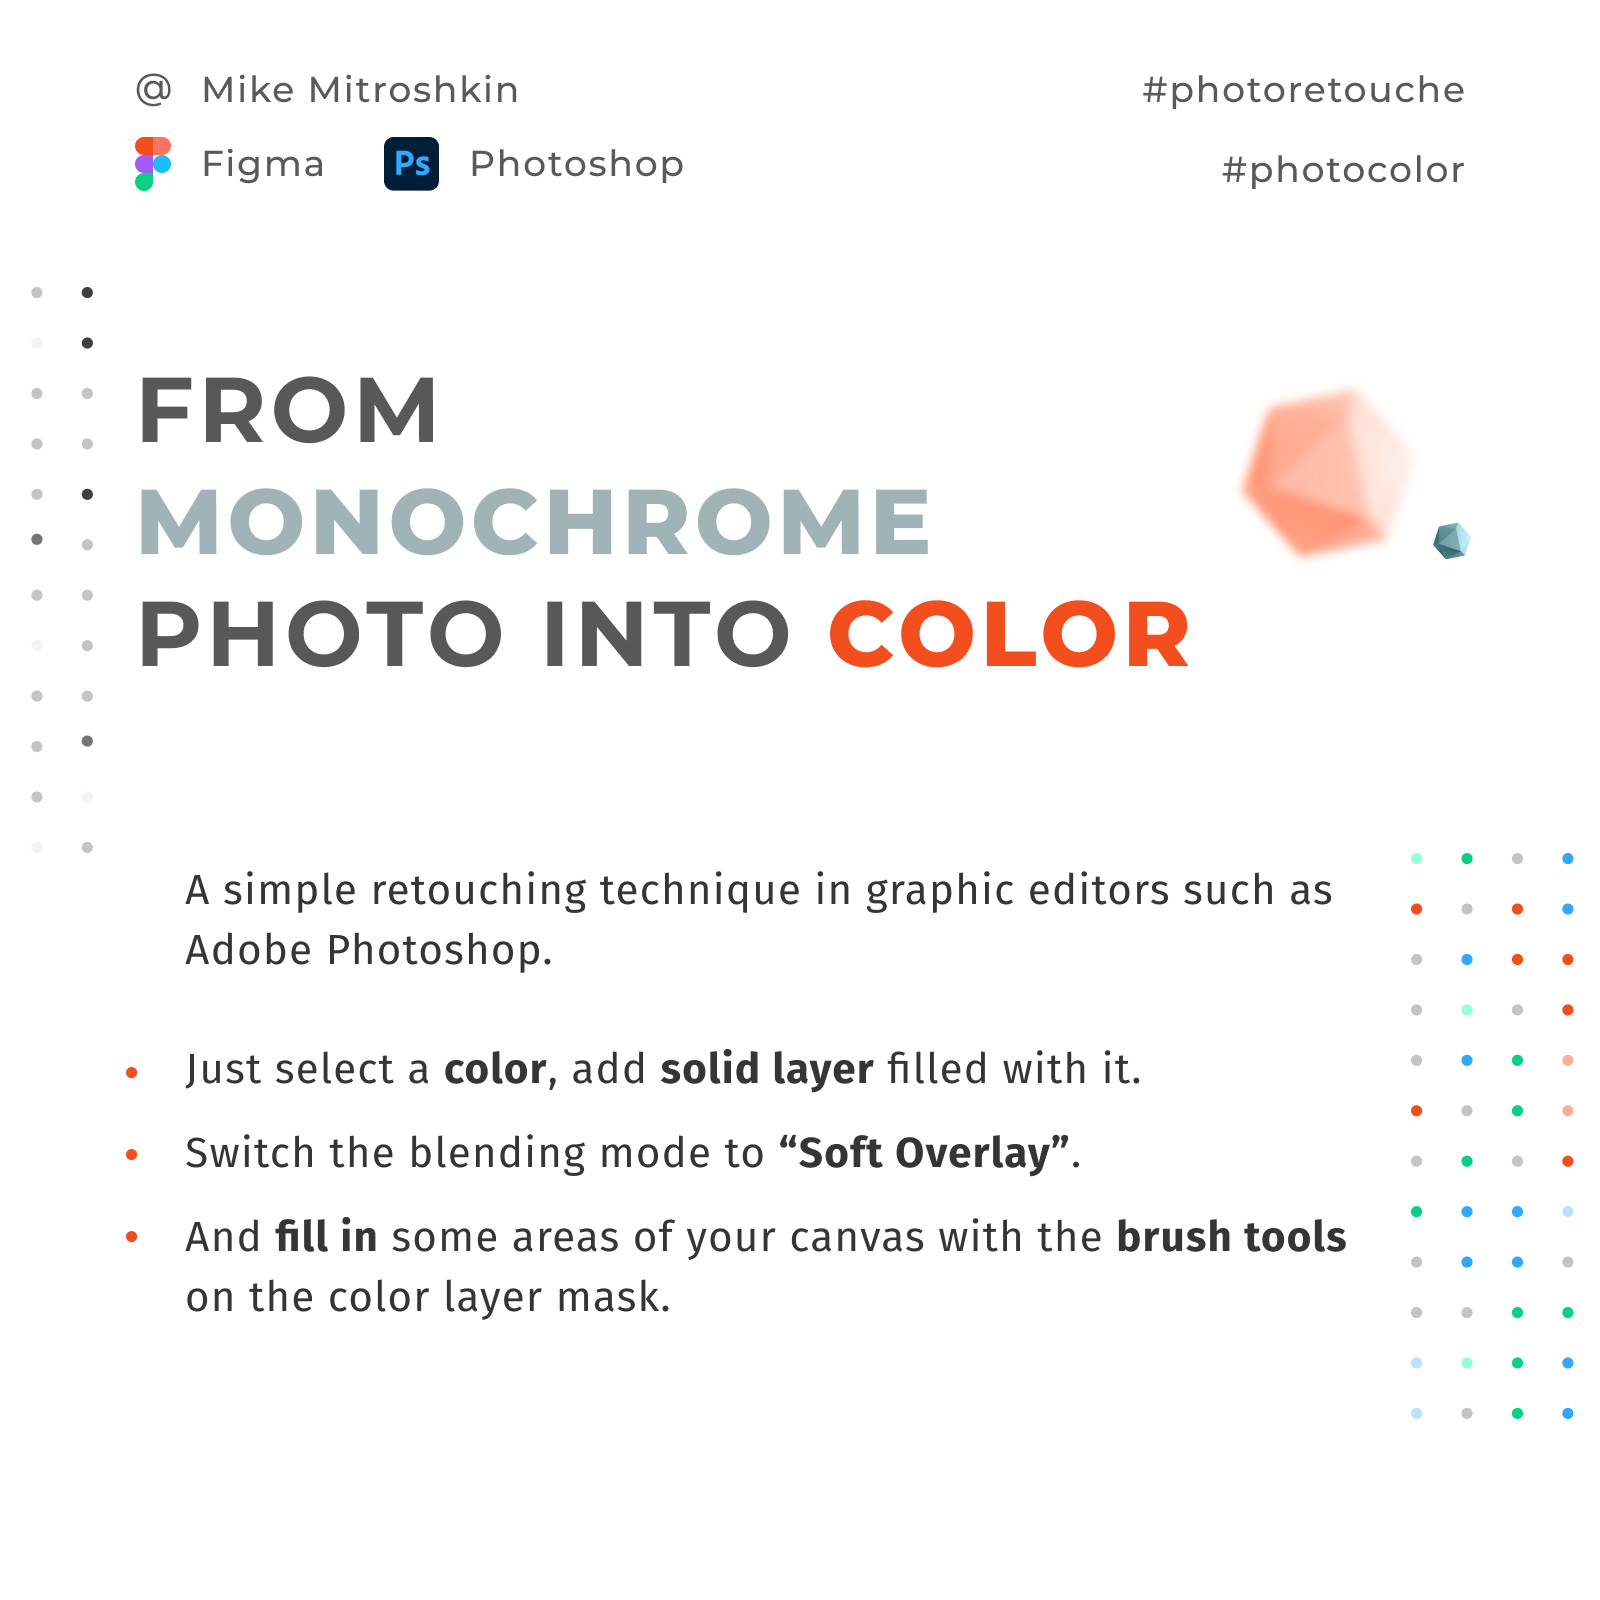 @ Mike Mitroshkin
Figma Ps Photoshop
#photoretouche
#photocolor
FROM
MONOCHROME
PHOTO INTO COLOR
A simple retouching technique in graphic editors such as
Adobe Photoshop.
Just select a color, add solid layer filled with it.
Switch the blending mode to “Soft Overlay”.
And fill in some areas of your canvas with the brush tools
on the color layer mask.